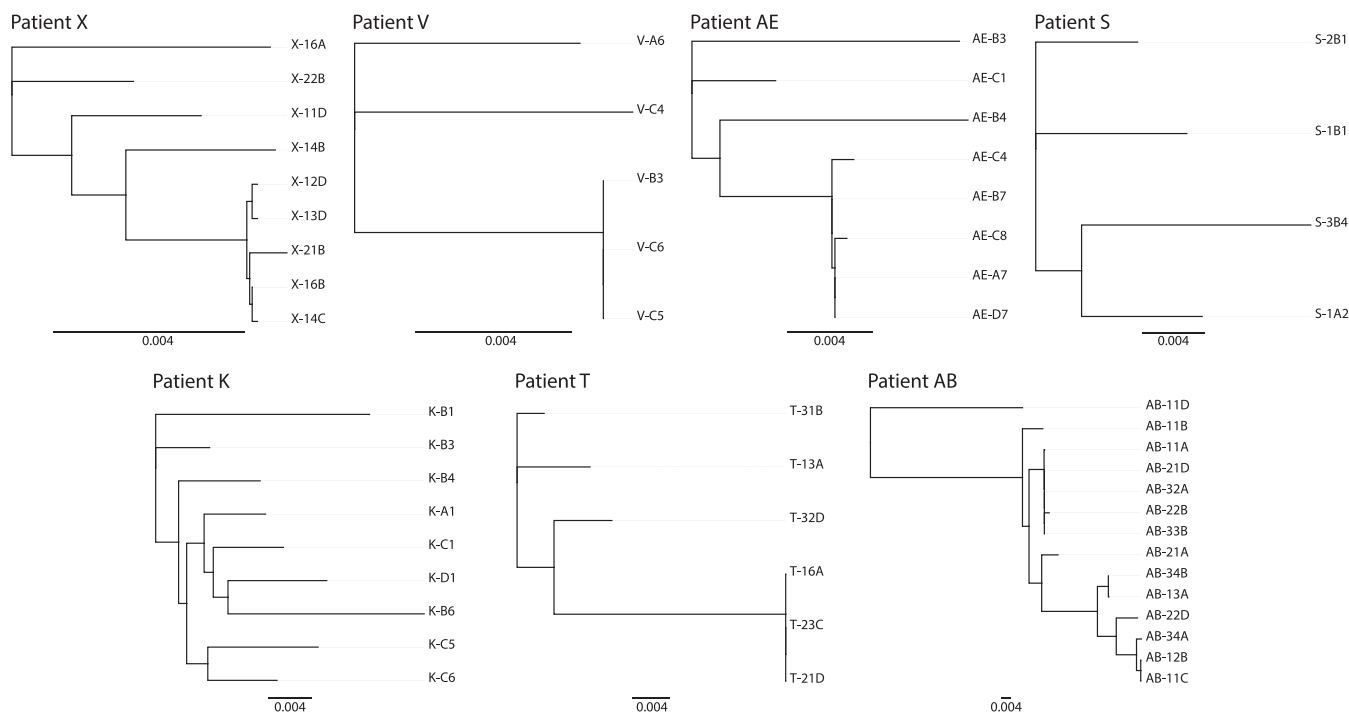 Patient X
X-16A
X-22B
X-11D
X-14B
X-12D
X-13D
X-21B
X-16B
X-14C
0.004
Patient V
V-A6
V-C4
V-B3
V-C6
V-C5
0.004
Patient AE
AE-B3
AE-C1
AE-B4
AE-C4
AE-B7
AE-C8
AE-A7
AE-D7
0.004
Patient S
S-2B1
S-1B1
S-3B4
S-1A2
0.004
Patient K
K-B1
K-B3
K-B4
K-A1
K-C1
K-D1
K-B6
K-C5
K-C6
0.004
Patient T
T-31B
T-13A
T-32D
T-16A
T-23C
T-21D
0.004
Patient AB
AB-11D
AB-11B
AB-11A
AB-21D
AB-32A
AB-22B
AB-33B
AB-21A
AB-34B
AB-13A
AB-22D
AB-34A
AB-12B
AB-11C
0.004